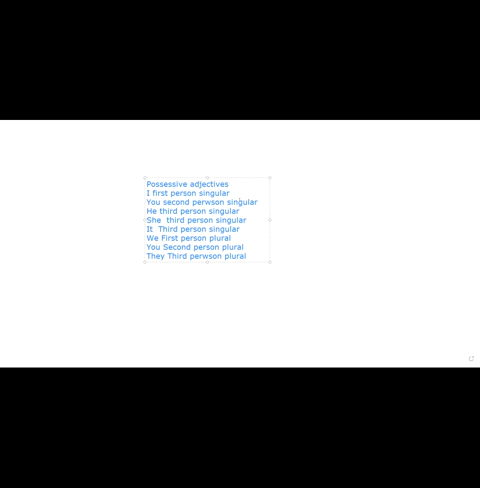 Possessive adjectives
I first person singular
You second perwson singular
He third person singular
She  third person singular
It  Third person singular
We First person plural
You Second person plural
They Third perwson plural